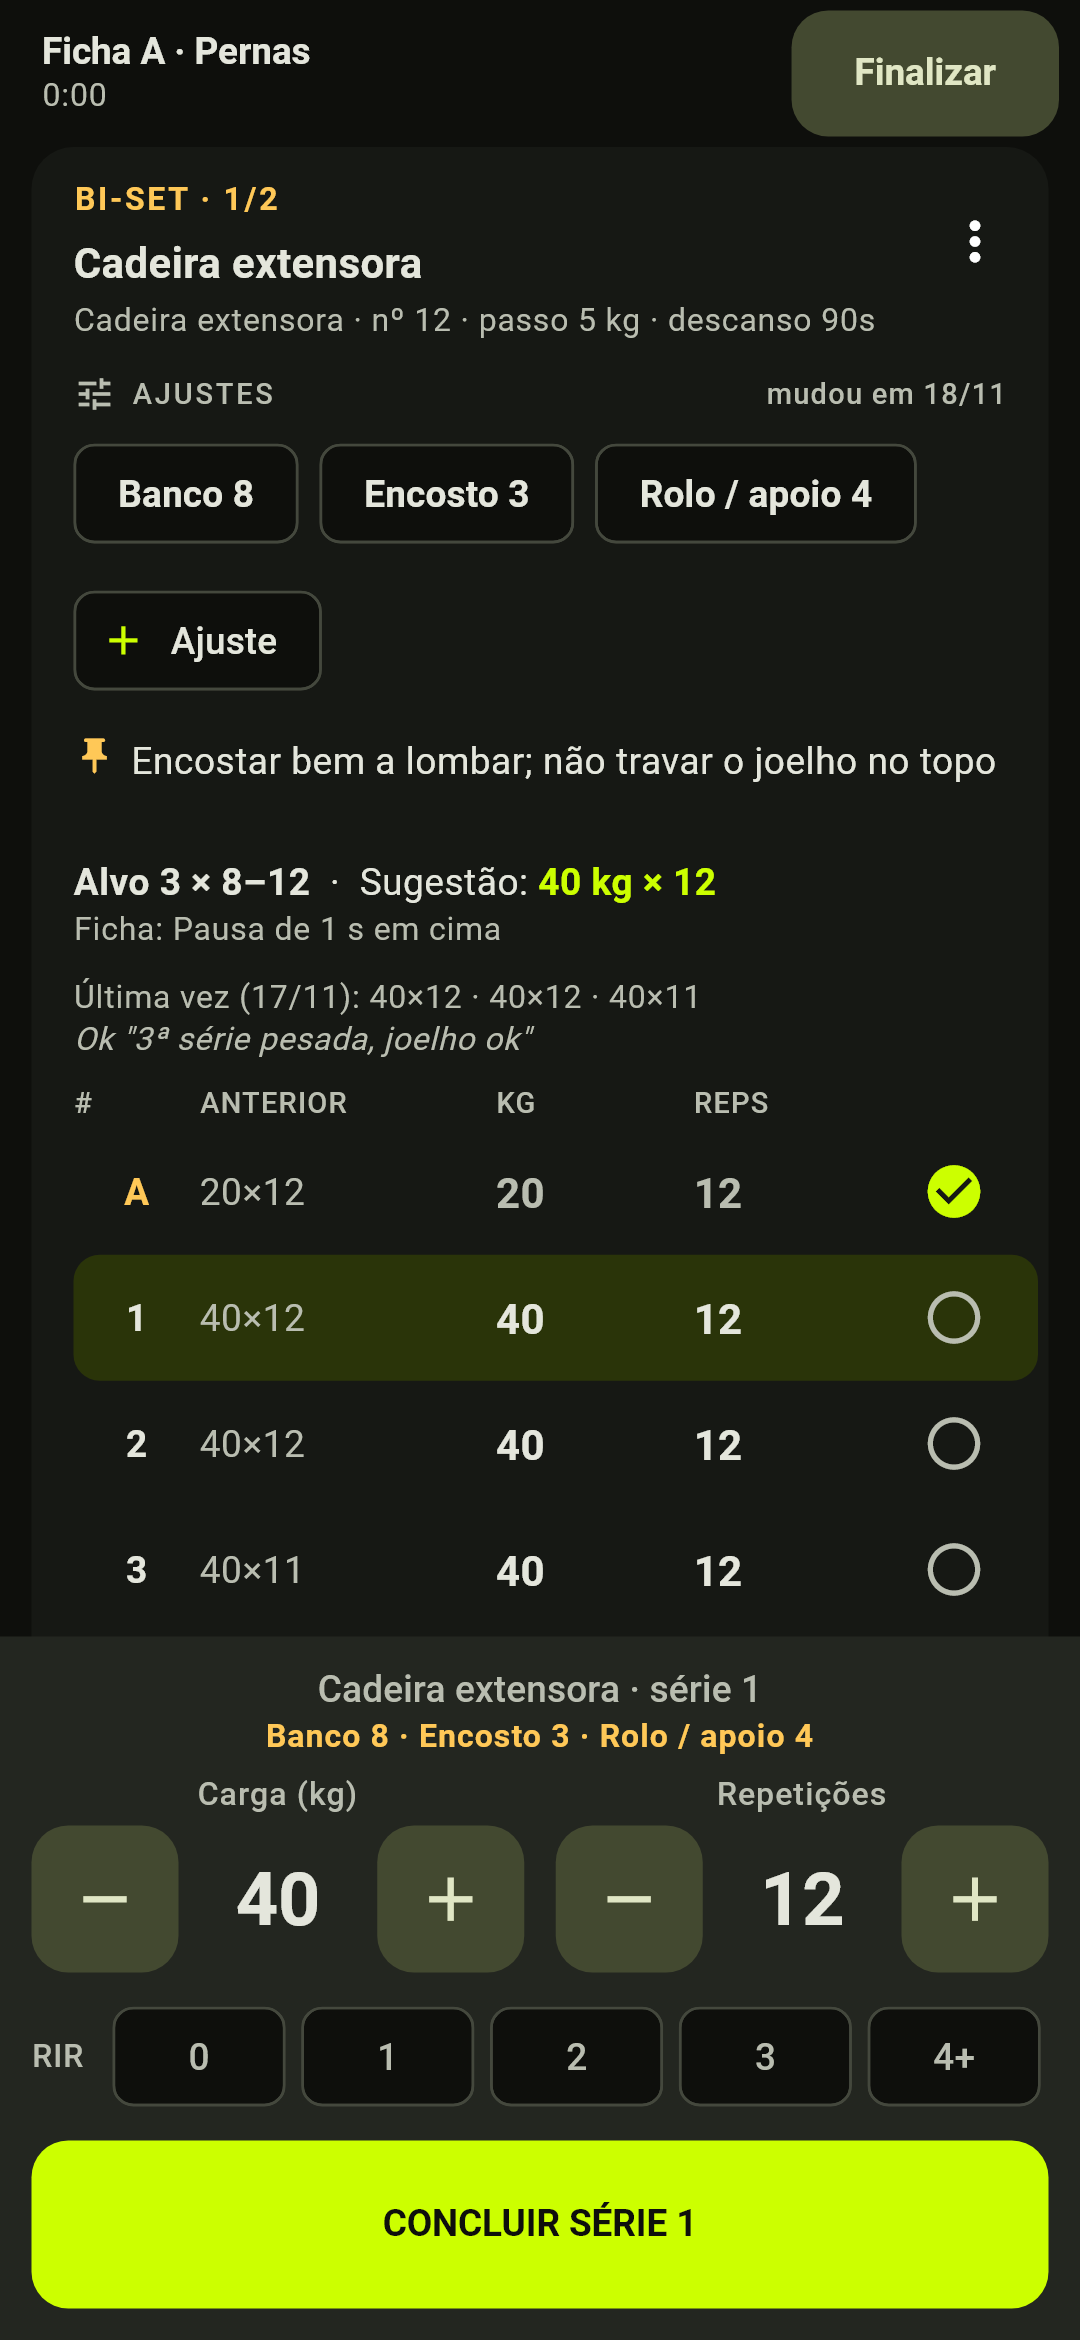 Ficha A · Pernas
0:00
Finalizar
BI-SET · 1/2
Cadeira extensora
Cadeira extensora · nº 12 · passo 5 kg · descanso 90s
AJUSTES
mudou em 18/11
Banco 8
Encosto 3
Rolo / apoio 4
+ Ajuste
Encostar bem a lombar; não travar o joelho no topo
Alvo 3 × 8–12 · Sugestão: 40 kg × 12
Ficha: Pausa de 1 s em cima
Última vez (17/11): 40×12 · 40×12 · 40×11
Ok "3ª série pesada, joelho ok"
# ANTERIOR KG REPS
A 20×12 20 12
1 40×12 40 12
2 40×12 40 12
3 40×11 40 12
Cadeira extensora · série 1
Banco 8 · Encosto 3 · Rolo / apoio 4
Carga (kg) Repetições
− 40 + − 12 +
RIR 0 1 2 3 4+
CONCLUIR SÉRIE 1